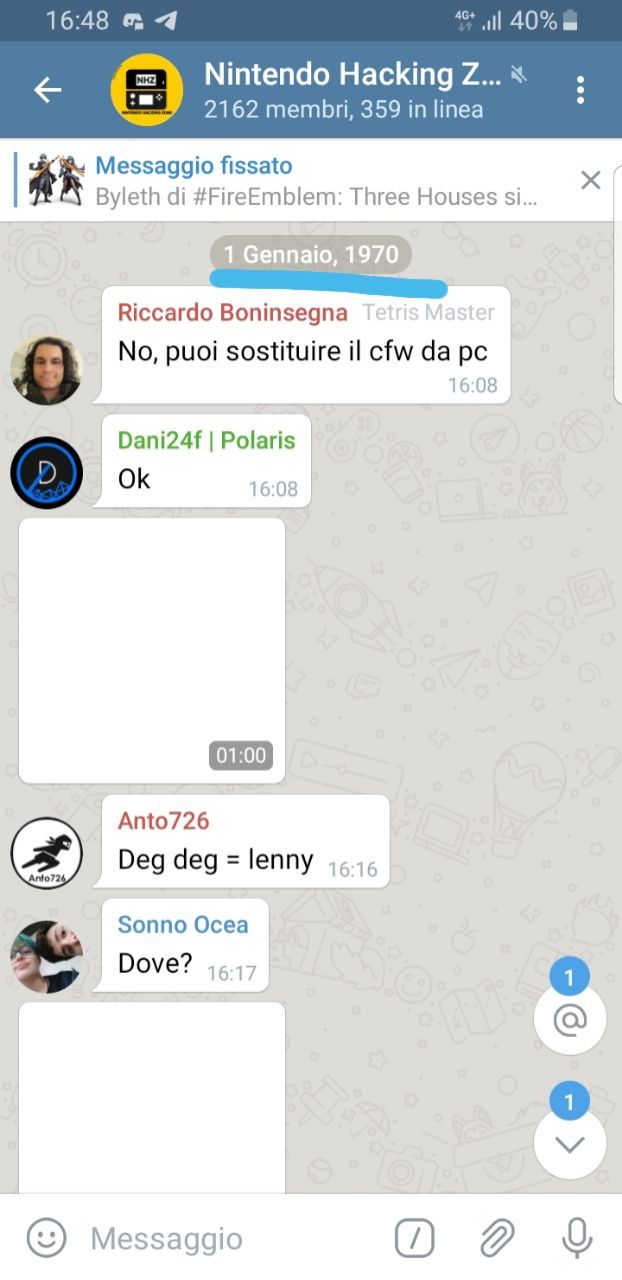 16:48
4G+
40%
NHZ
NINTENDO HACKING ZONE
Nintendo Hacking Z...
2162 membri, 359 in linea
Messaggio fissato
Byleth di #FireEmblem: Three Houses si...
1 Gennaio, 1970
Riccardo Boninsegna Tetris Master
No, puoi sostituire il cfw da pc
16:08
Dani24f | Polaris
D
Ok
16:08
01:00
Anto726
Deg deg = lenny
16:16
Anto726
Sonno Ocea
Dove?
16:17
1
@
1
Messaggio
/